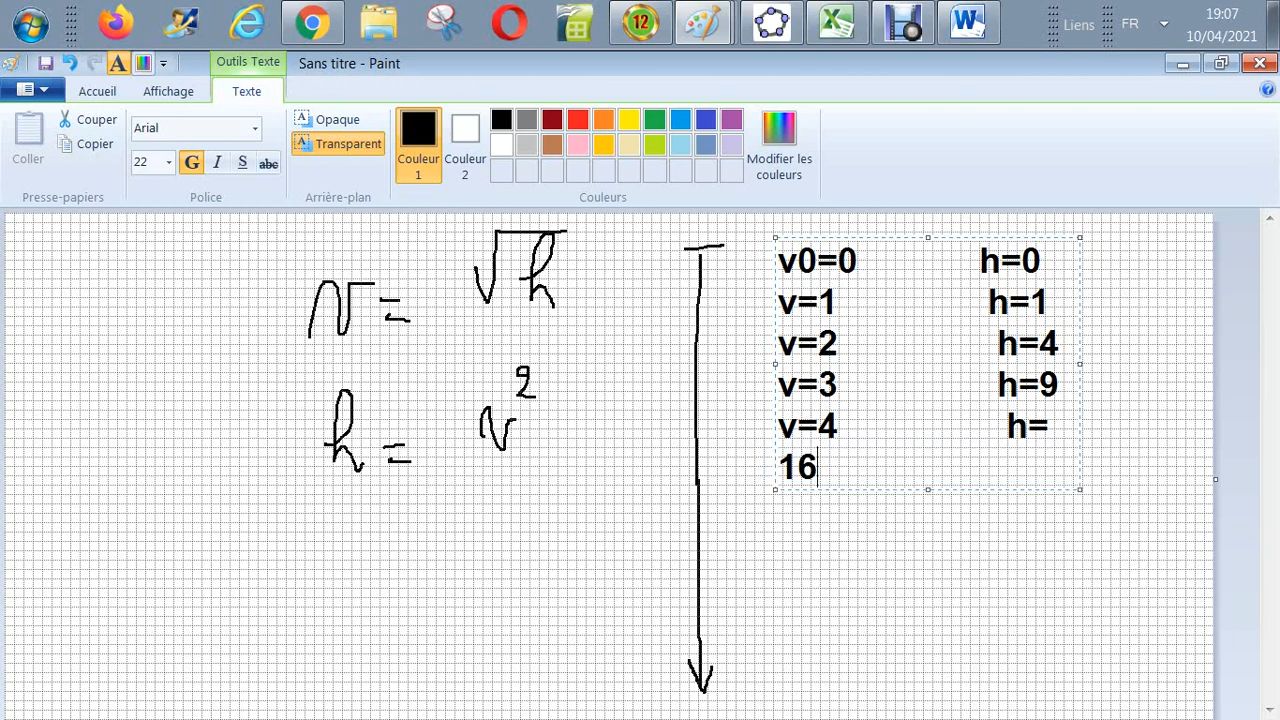 12
Liens
FR
19:07
10/04/2021
Outils Texte
Sans titre - Paint
Accueil
Affichage
Texte
Coller
Couper
Copier
Presse-papiers
Arial
22
G I S abc
Police
Opaque
Transparent
Arrière-plan
Couleur 1
Couleur 2
Modifier les couleurs
Couleurs
v = √h
h = v²
v0=0 h=0
v=1 h=1
v=2 h=4
v=3 h=9
v=4 h=
16